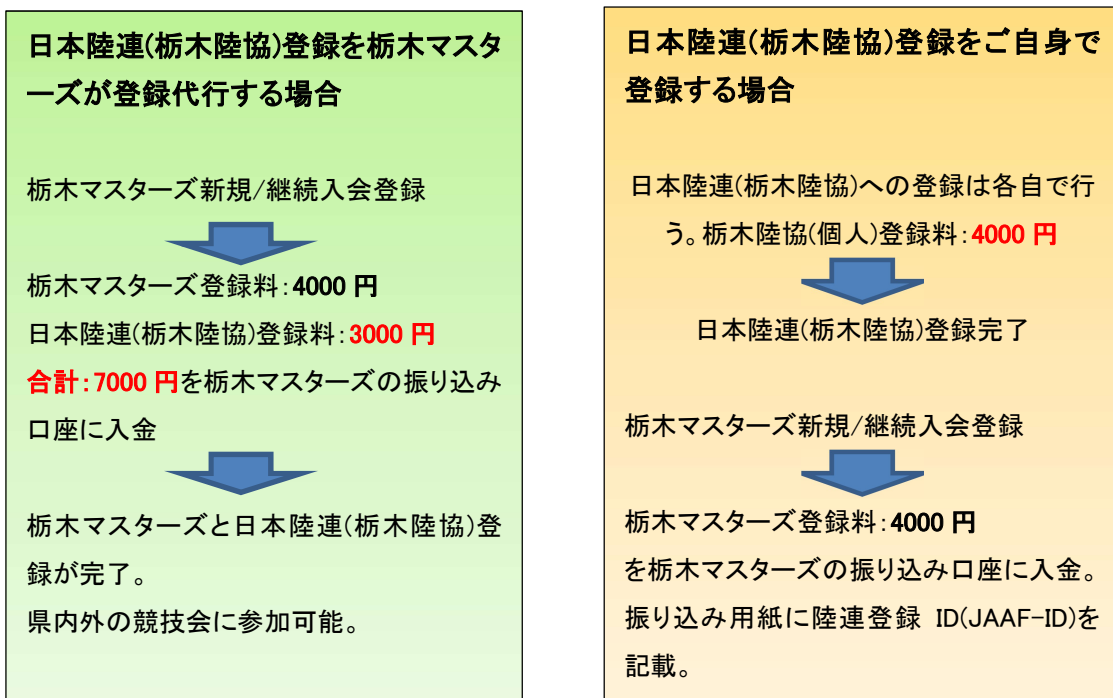 日本陸連(栃木陸協)登録を栃木マスタ
ーズが登録代行する場合
栃木マスターズ新規/継続入会登録
栃木マスターズ登録料：4000 円
日本陸連(栃木陸協)登録料：3000 円
合計：7000 円を栃木マスターズの振り込み
口座に入金
栃木マスターズと日本陸連(栃木陸協)登
録が完了。
県内外の競技会に参加可能。
日本陸連(栃木陸協)登録をご自身で
登録する場合
日本陸連(栃木陸協)への登録は各自で行
う。栃木陸協(個人)登録料：4000 円
日本陸連(栃木陸協)登録完了
栃木マスターズ新規/継続入会登録
栃木マスターズ登録料：4000 円
を栃木マスターズの振り込み口座に入金。
振り込み用紙に陸連登録 ID(JAAF-ID)を
記載。